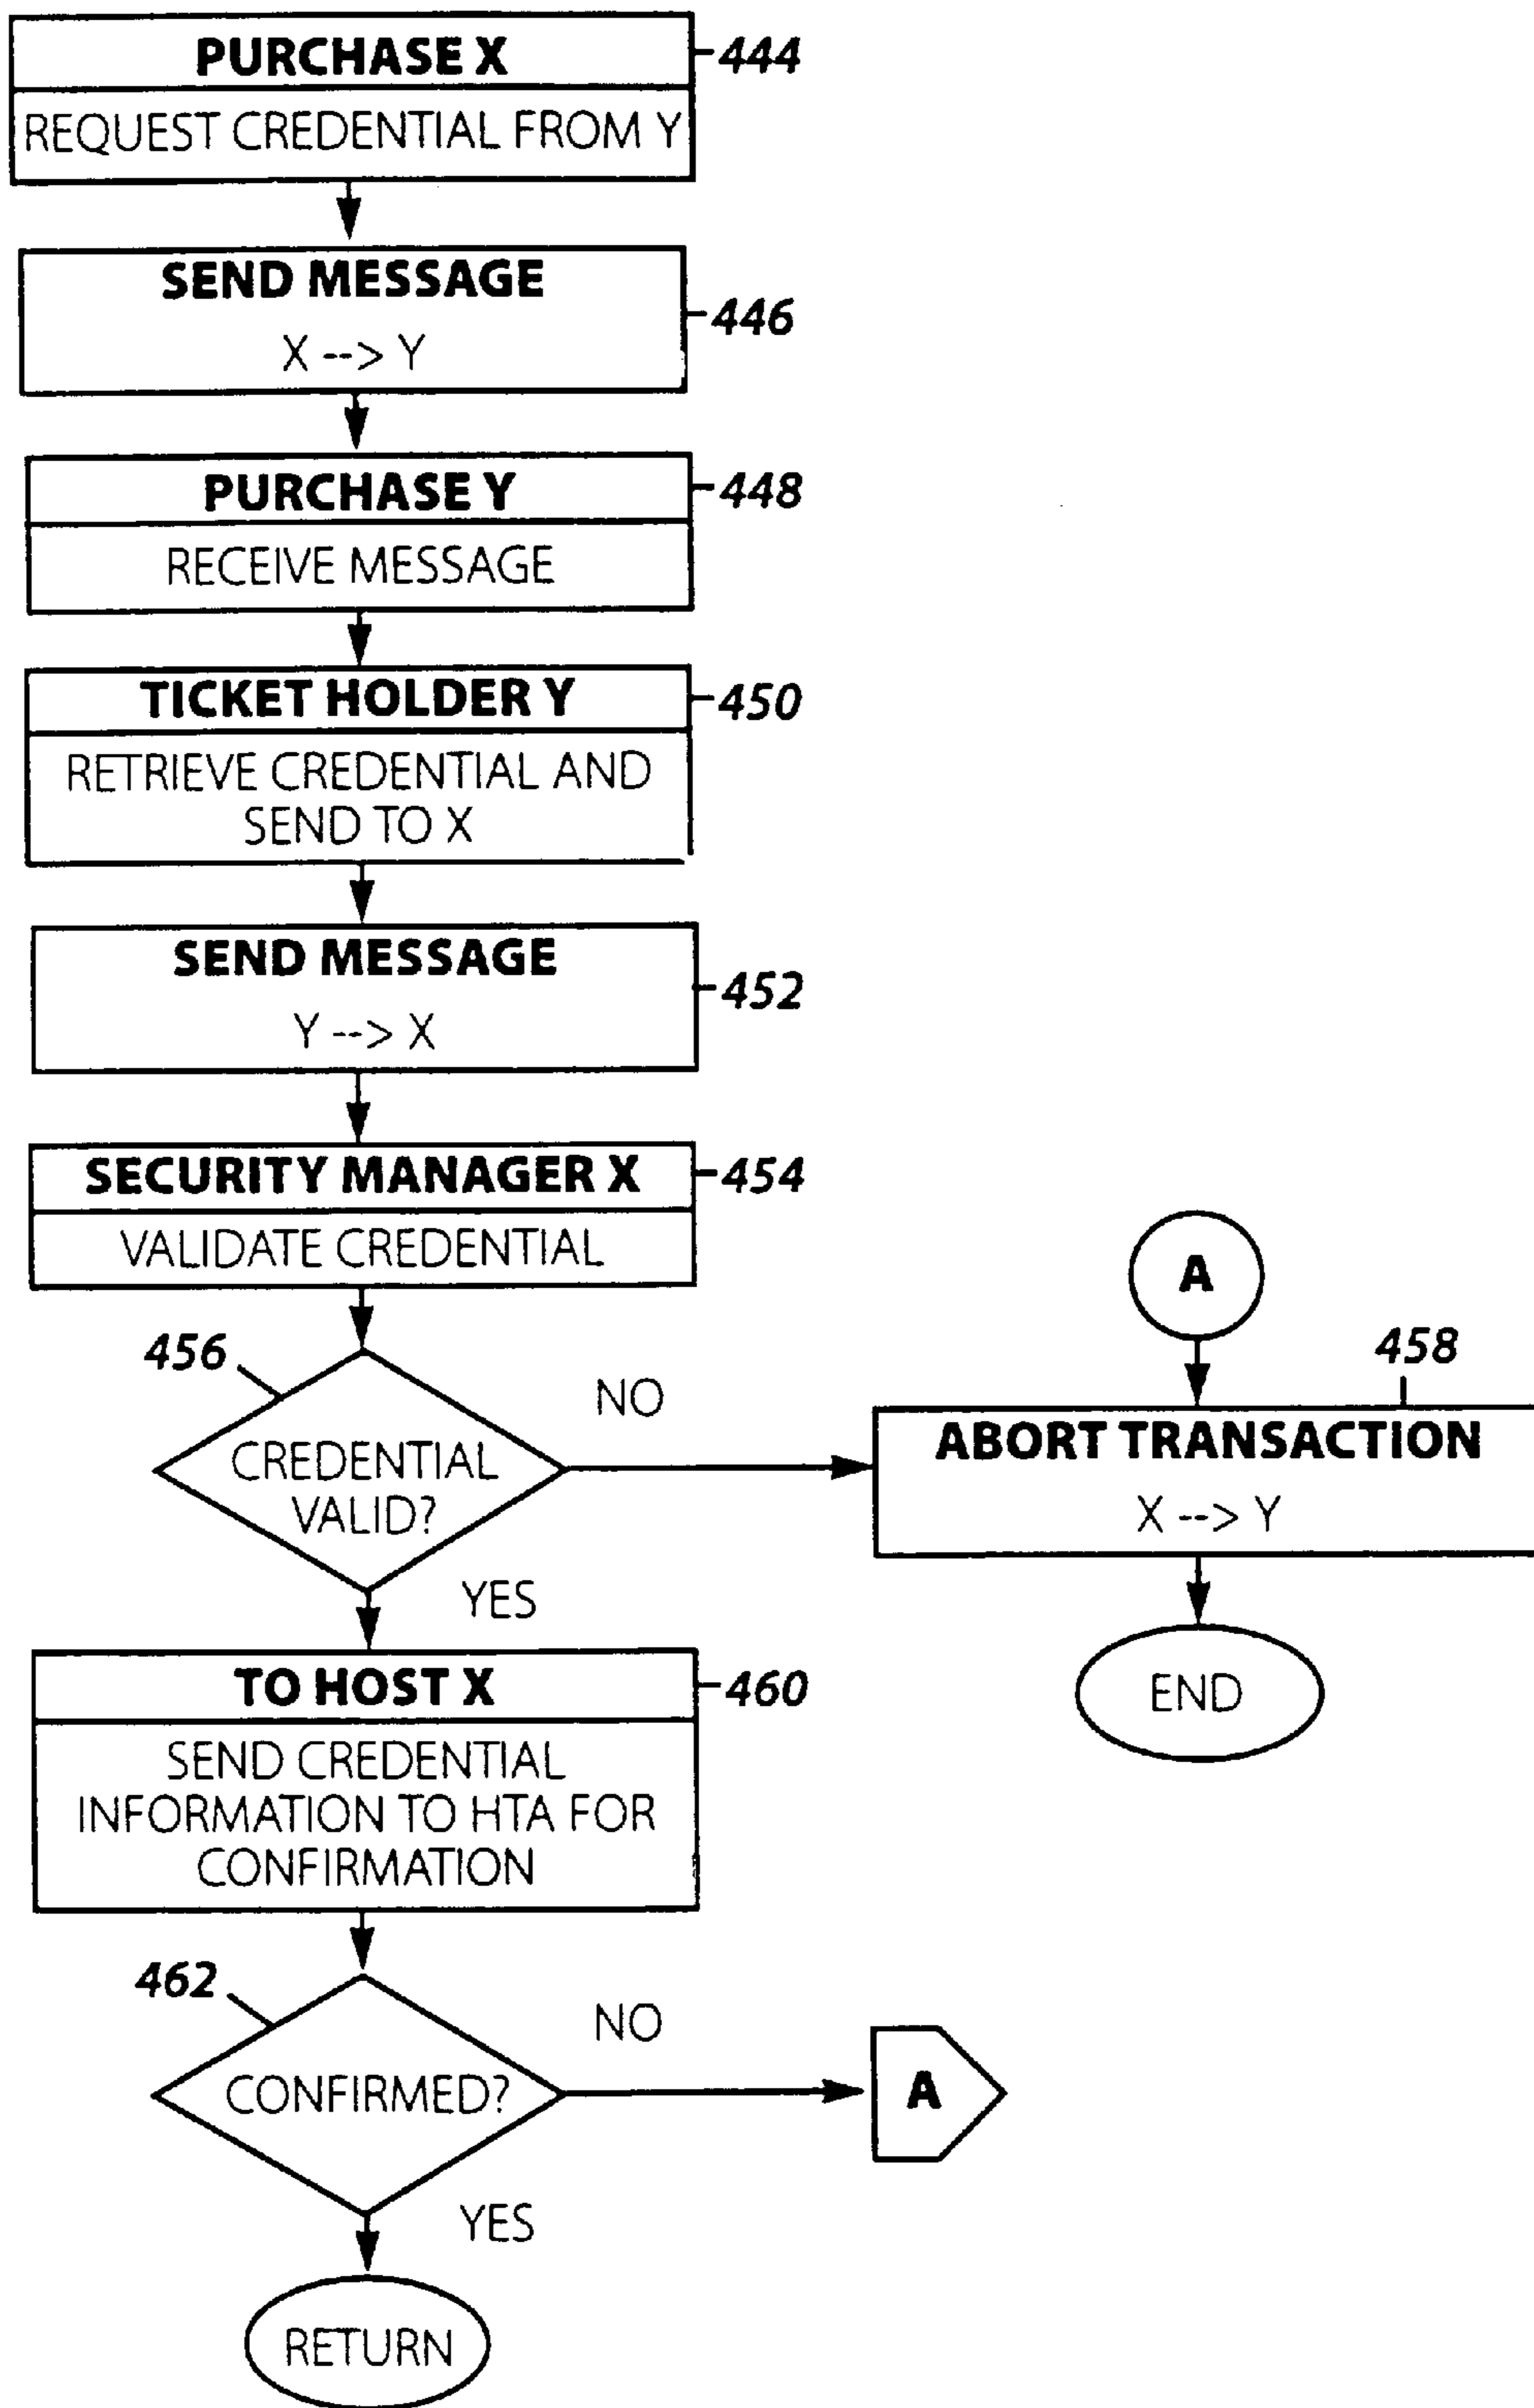 PURCHASE X
444
REQUEST CREDENTIAL FROM Y
SEND MESSAGE
446
X --> Y
PURCHASE Y
448
RECEIVE MESSAGE
TICKET HOLDER Y
450
RETRIEVE CREDENTIAL AND
SEND TO X
SEND MESSAGE
452
Y --> X
SECURITY MANAGER X
454
VALIDATE CREDENTIAL
456
CREDENTIAL
VALID?
NO
YES
A
458
ABORT TRANSACTION
X --> Y
END
TO HOST X
460
SEND CREDENTIAL
INFORMATION TO HTA FOR
CONFIRMATION
462
CONFIRMED?
NO
A
YES
RETURN